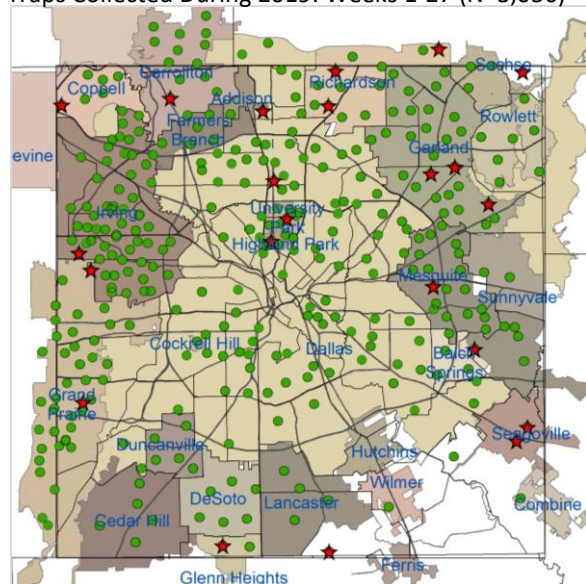 Traps Collected During 2019: Weeks 1-27 (N=3,
Carrollton
Sachse
Coppell
Richardson
Addison
Rowlett
Farmers
Branch
Garland
evine
University
Park
Irving
Highland Park
Mesquite
Sunnyvale
Cockrell Hill
Dallas
Balch
Springs
Grand
Prairie
Seagoville
Duncanville
Hutchins
Wilmer
DeSoto
Lancaster
Combine
Cedar Hill
Ferris
Glenn Heights